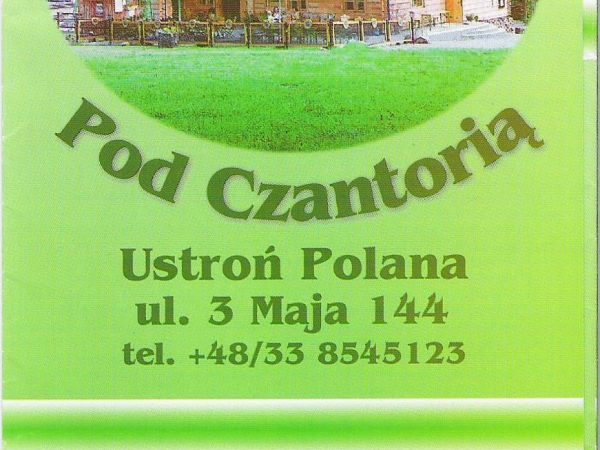 Pod Czantorią
Ustroń Polana
ul. 3 Maja 144
tel. +48/33 8545123